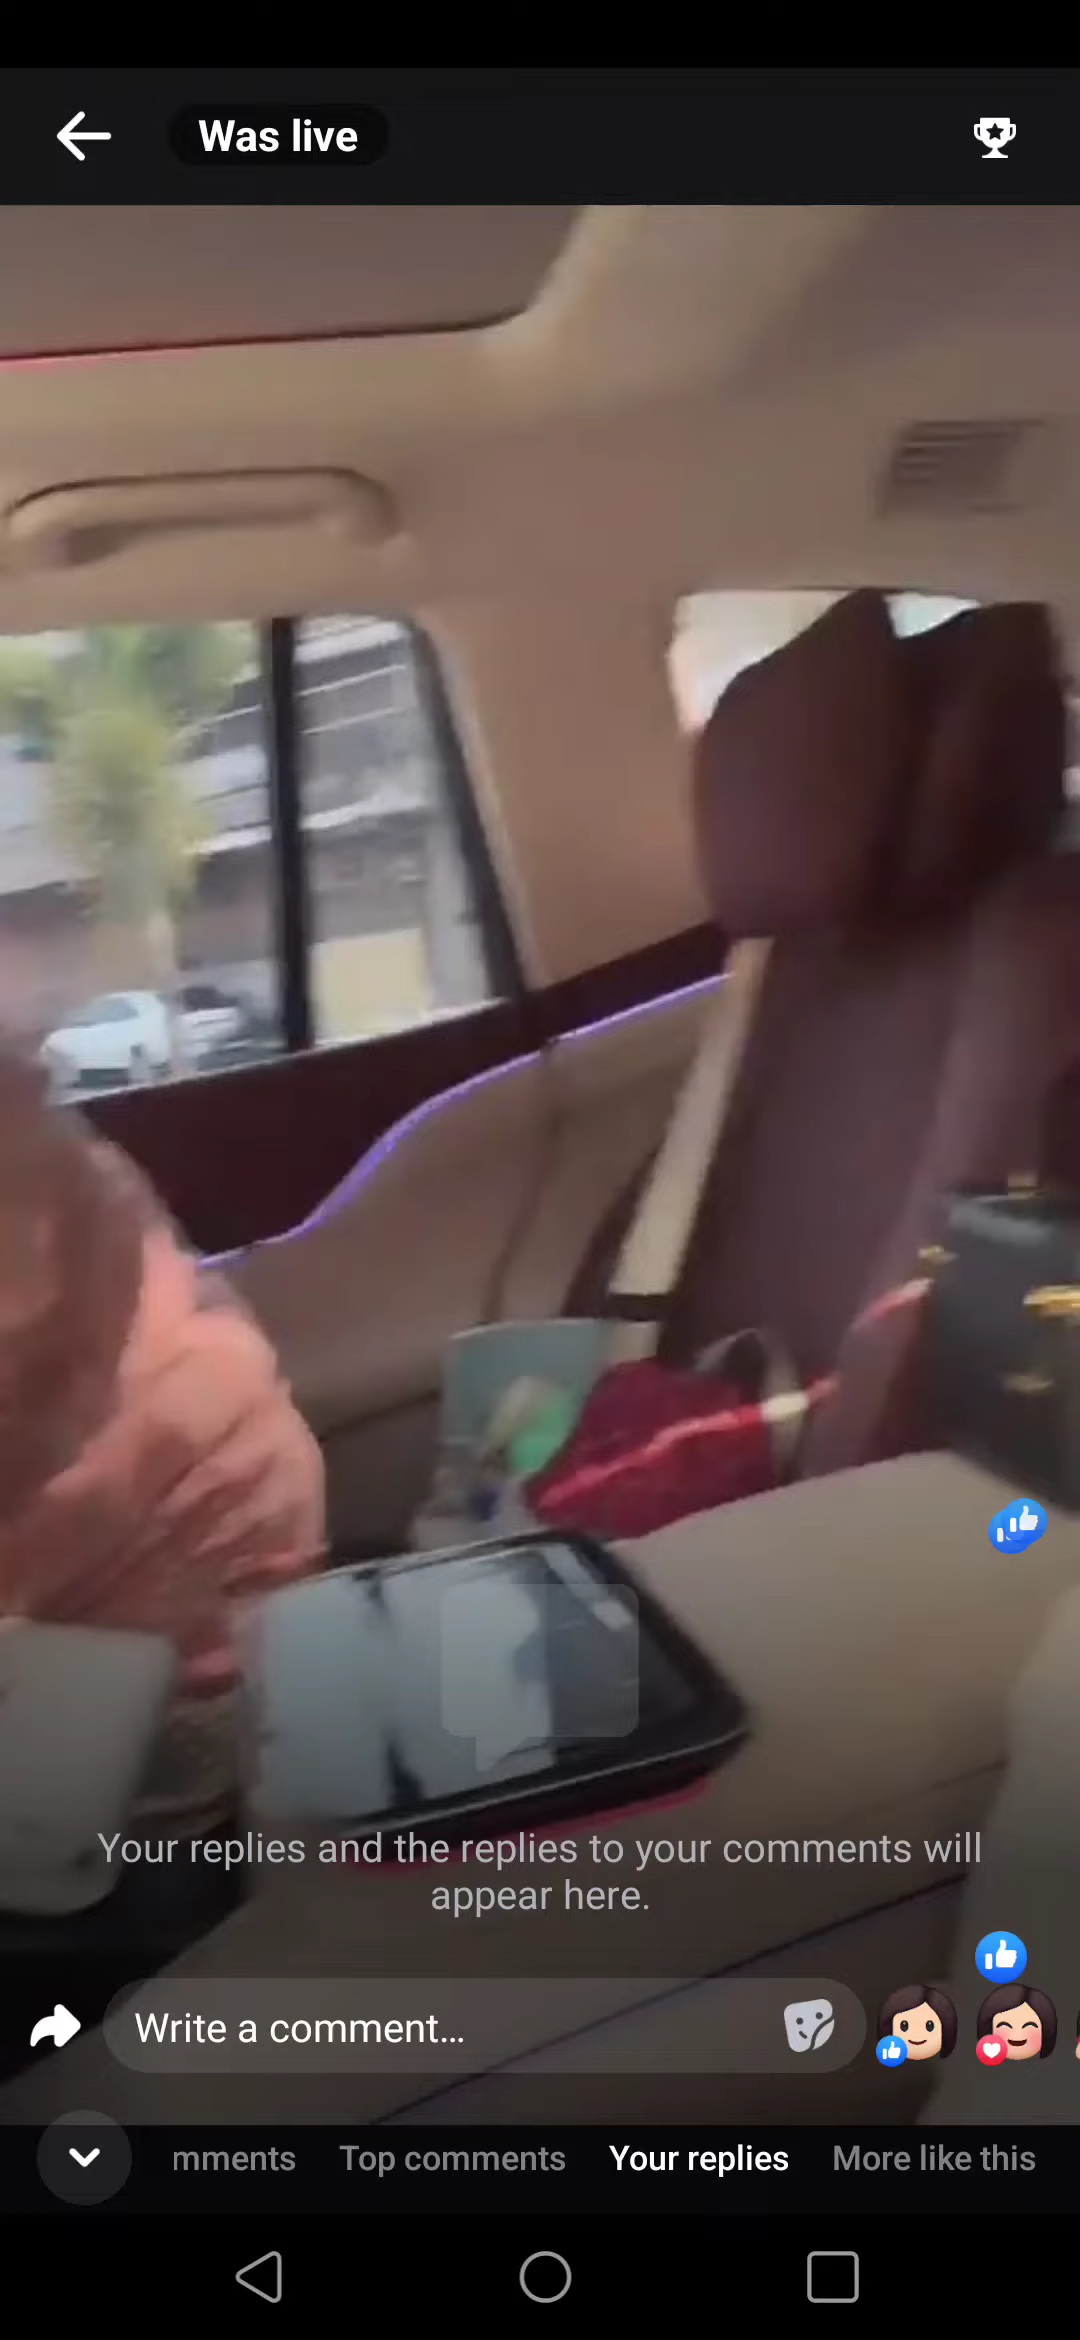 Was live
Your replies and the replies to your comments will
appear here.
Write a comment...
mments Top comments Your replies More like this